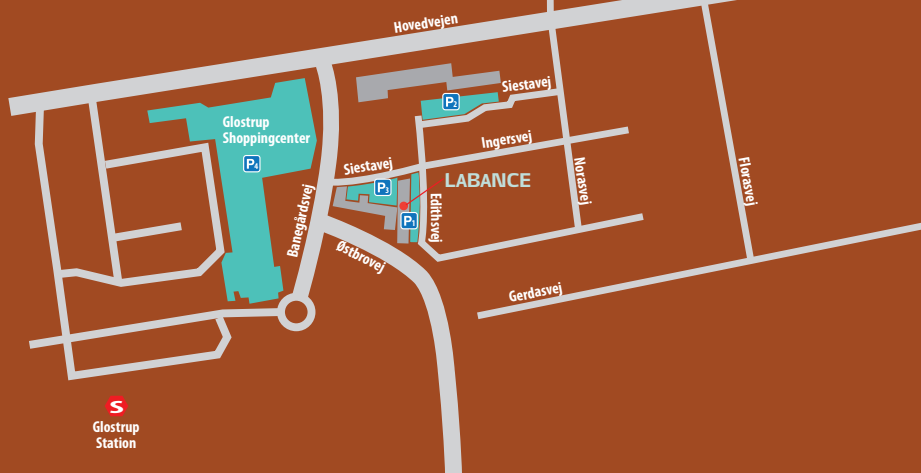 Hovedvejen
Siestavej
P2
Glostrup
Shoppingcenter
P4
Ingersvej
Siestavej
P3
LABANCE
P1
Banegårdsvej
Edithsvej
Norasvej
Florasvej
Østbrovej
Gerdasvej
S
Glostrup
Station